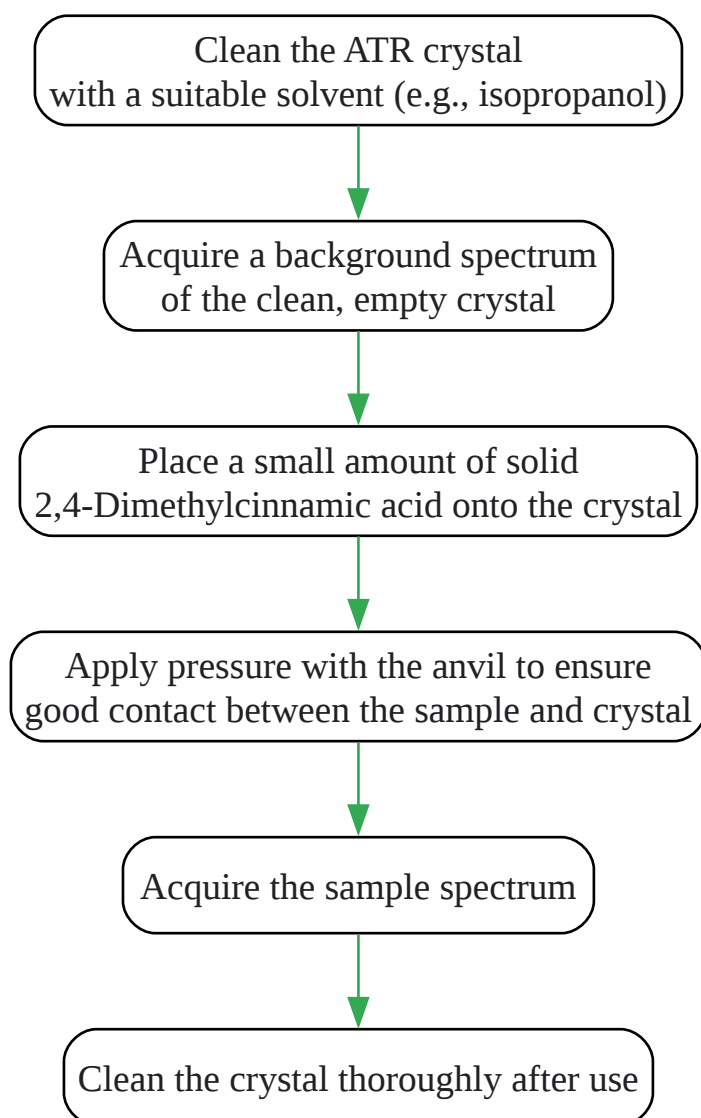 Clean the ATR crystal
with a suitable solvent (e.g., isopropanol)
Acquire a background spectrum
of the clean, empty crystal
Place a small amount of solid
2,4-Dimethylcinnamic acid onto the crystal
Apply pressure with the anvil to ensure
good contact between the sample and crystal
Acquire the sample spectrum
Clean the crystal thoroughly after use